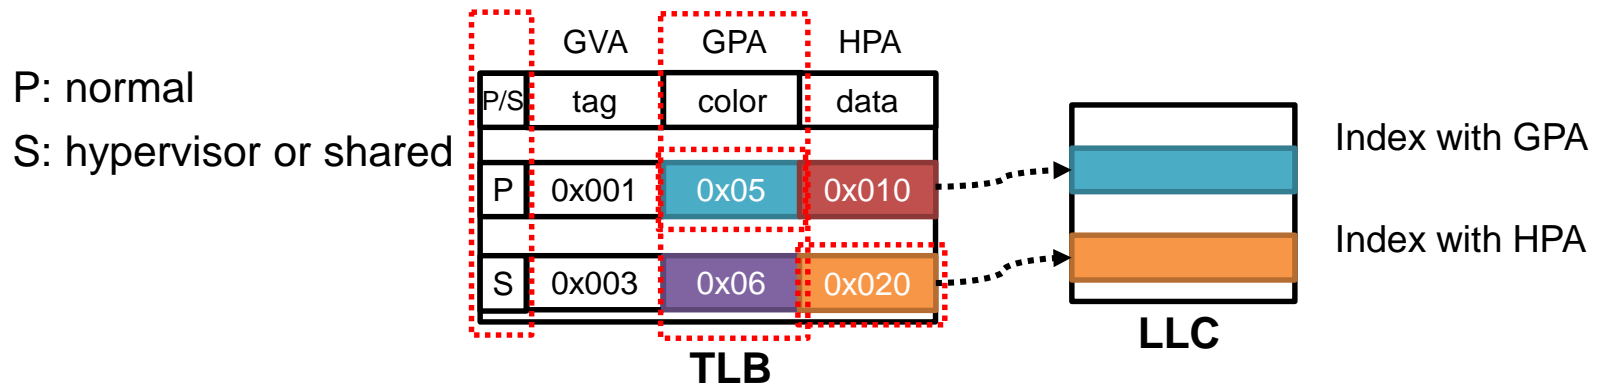 GVA GPA HPA
P: normal
S: hypervisor or shared
P/S tag color data
P 0x001 0x05 0x010
S 0x003 0x06 0x020
TLB
Index with GPA
Index with HPA
LLC